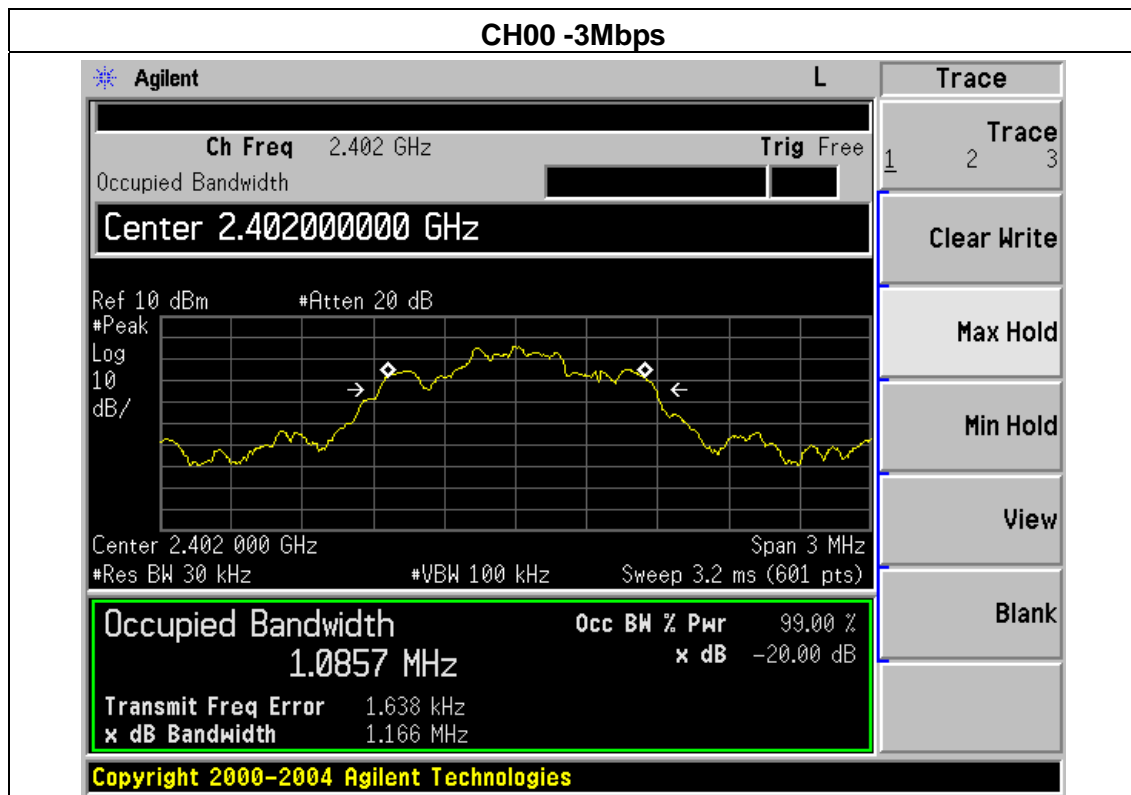 CH00 -3Mbps
Agilent L Trace
Ch Freq 2.402 GHz Trig Free
Occupied Bandwidth
Center 2.402000000 GHz
Ref 10 dBm #Atten 20 dB
#Peak
Log
10
dB/
Center 2.402 000 GHz Span 3 MHz
#Res BW 30 kHz #VBW 100 kHz Sweep 3.2 ms (601 pts)
Occupied Bandwidth Occ BW % Pwr 99.00 %
1.0857 MHz x dB -20.00 dB
Transmit Freq Error 1.638 kHz
x dB Bandwidth 1.166 MHz
Copyright 2000-2004 Agilent Technologies
Trace
1 2 3
Clear Write
Max Hold
Min Hold
View
Blank